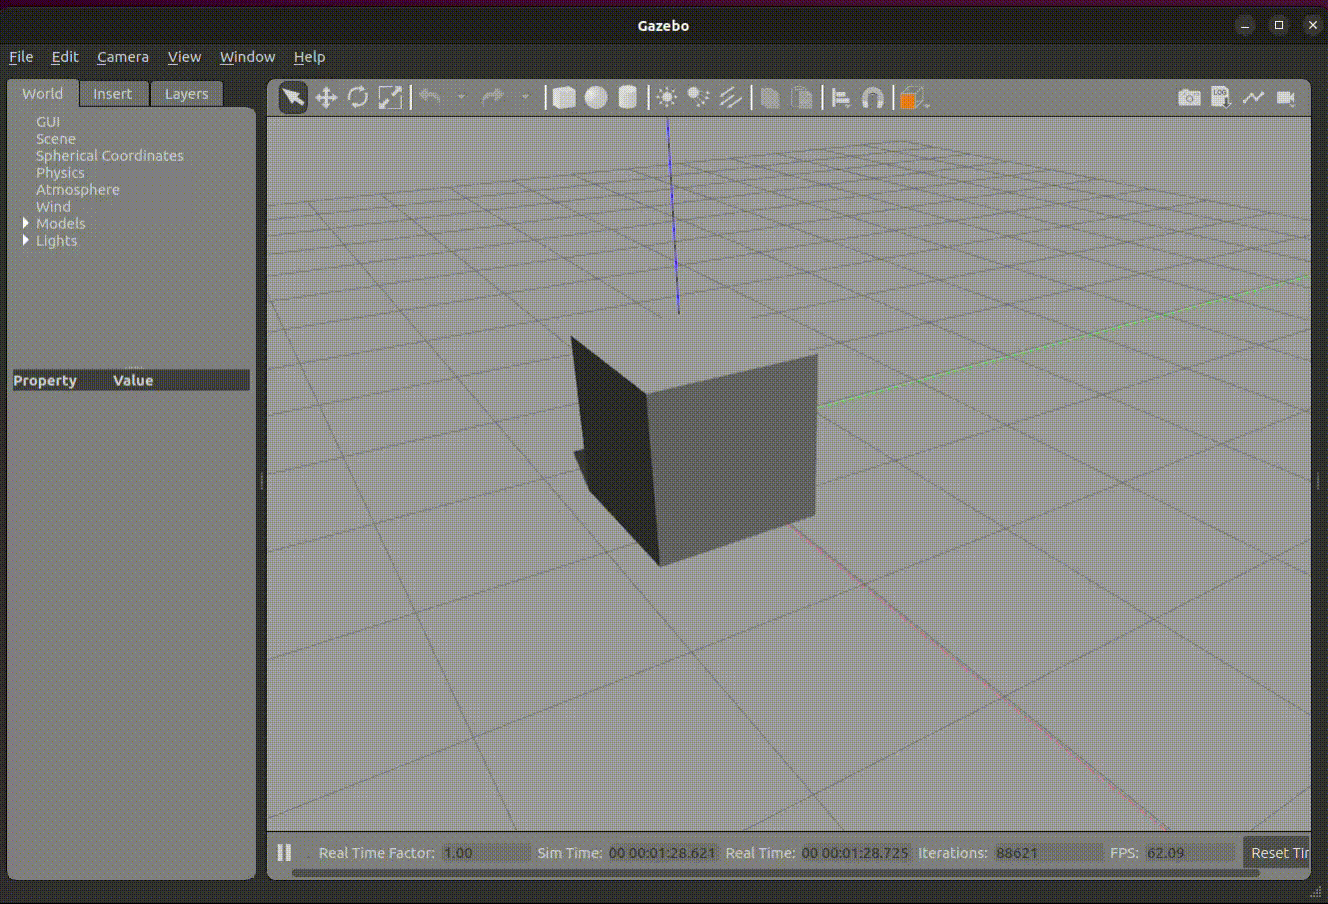 Gazebo
File Edit Camera View Window Help
World Insert Layers
LOG
GUI
Scene
Spherical Coordinates
Physics
Atmosphere
Wind
Models
Lights
Property Value
Real Time Factor: 1.00 Sim Time: 00 00:01:28.621 Real Time: 00 00:01:28.725 Iterations: 88621 FPS: 62.09 Reset Tir